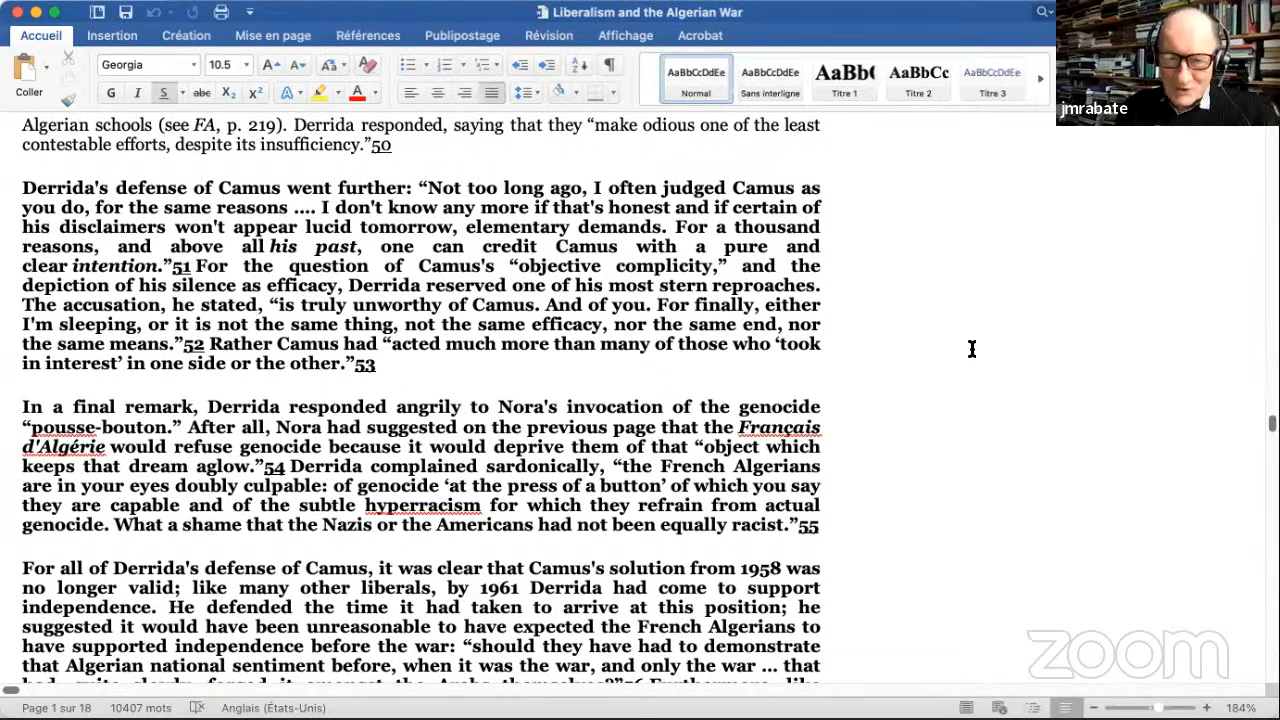 Liberalism and the Algerian War
Accueil Insertion Création Mise en page Références Publipostage Révision Affichage Acrobat
Coller
Georgia 10.5
G I S abc X₂ X² A A
AaBbCcDdEe AaBbCcDdEe AaBb( AaBbCc AaBbCcDdEe
Normal Sans interligne Titre 1 Titre 2 Titre 3
jmrabate
Algerian schools (see FA, p. 219). Derrida responded, saying that they “make odious one of the least
contestable efforts, despite its insufficiency.”50
Derrida's defense of Camus went further: “Not too long ago, I often judged Camus as
you do, for the same reasons .... I don't know any more if that's honest and if certain of
his disclaimers won't appear lucid tomorrow, elementary demands. For a thousand
reasons, and above all his past, one can credit Camus with a pure and
clear intention.”51 For the question of Camus's “objective complicity,” and the
depiction of his silence as efficacy, Derrida reserved one of his most stern reproaches.
The accusation, he stated, “is truly unworthy of Camus. And of you. For finally, either
I'm sleeping, or it is not the same thing, not the same efficacy, nor the same end, nor
the same means.”52 Rather Camus had “acted much more than many of those who ‘took
in interest’ in one side or the other.”53
In a final remark, Derrida responded angrily to Nora's invocation of the genocide
“pousse-bouton.” After all, Nora had suggested on the previous page that the Français
d'Algérie would refuse genocide because it would deprive them of that “object which
keeps that dream aglow.”54 Derrida complained sardonically, “the French Algerians
are in your eyes doubly culpable: of genocide ‘at the press of a button’ of which you say
they are capable and of the subtle hyperracism for which they refrain from actual
genocide. What a shame that the Nazis or the Americans had not been equally racist.”55
For all of Derrida's defense of Camus, it was clear that Camus's solution from 1958 was
no longer valid; like many other liberals, by 1961 Derrida had come to support
independence. He defended the time it had taken to arrive at this position; he
suggested it would have been unreasonable to have expected the French Algerians to
have supported independence before the war: “should they have had to demonstrate
that Algerian national sentiment before, when it was the war, and only the war ... that
zoom
Page 1 sur 18 10407 mots Anglais (États-Unis) 184%